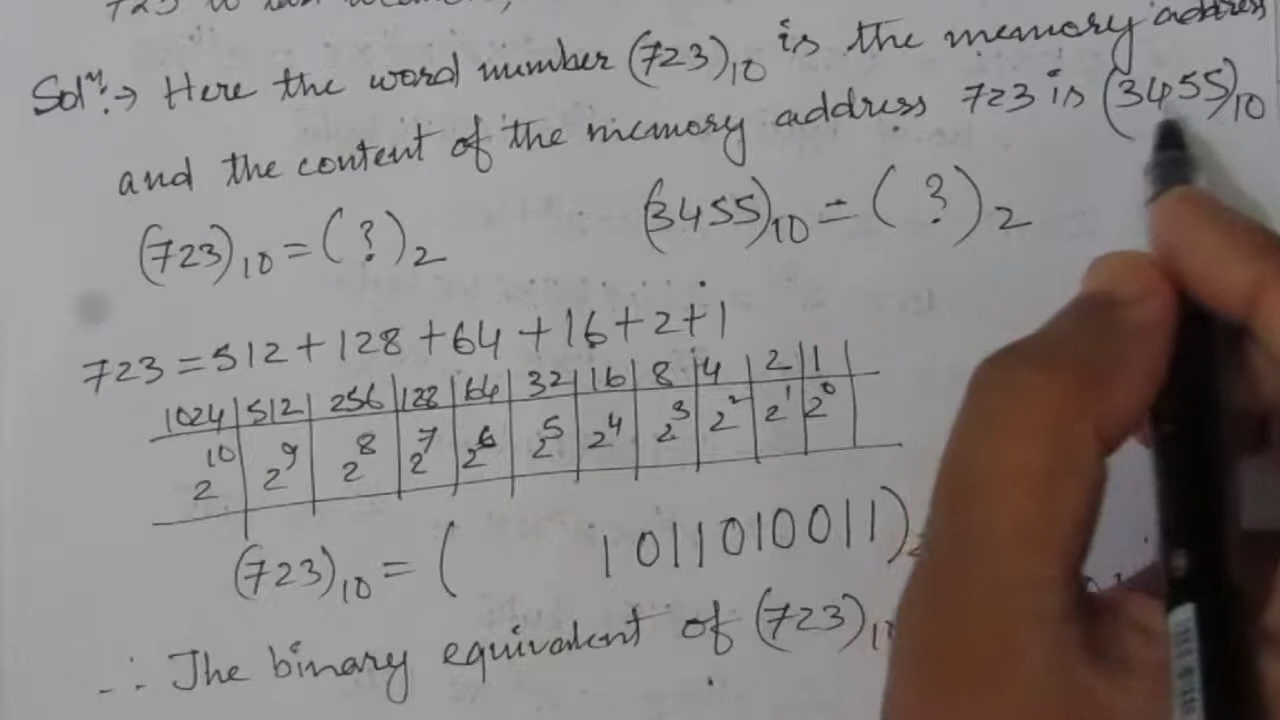 723
Solⁿ:→ Here the word number (723)₁₀ is the memory address
and the content of the memory address 723 is (3455)₁₀
(723)₁₀ = (?)₂ (3455)₁₀ = (?)₂
723 = 512 + 128 + 64 + 16 + 2 + 1
1024 | 512 | 256 | 128 | 64 | 32 | 16 | 8 | 4 | 2 | 1 |
2¹⁰ | 2⁹ | 2⁸ | 2⁷ | 2⁶ | 2⁵ | 2⁴ | 2³ | 2² | 2¹ | 2⁰ |
(723)₁₀ = ( 1011010011)₂
∴ The binary equivalent of (723)₁₀